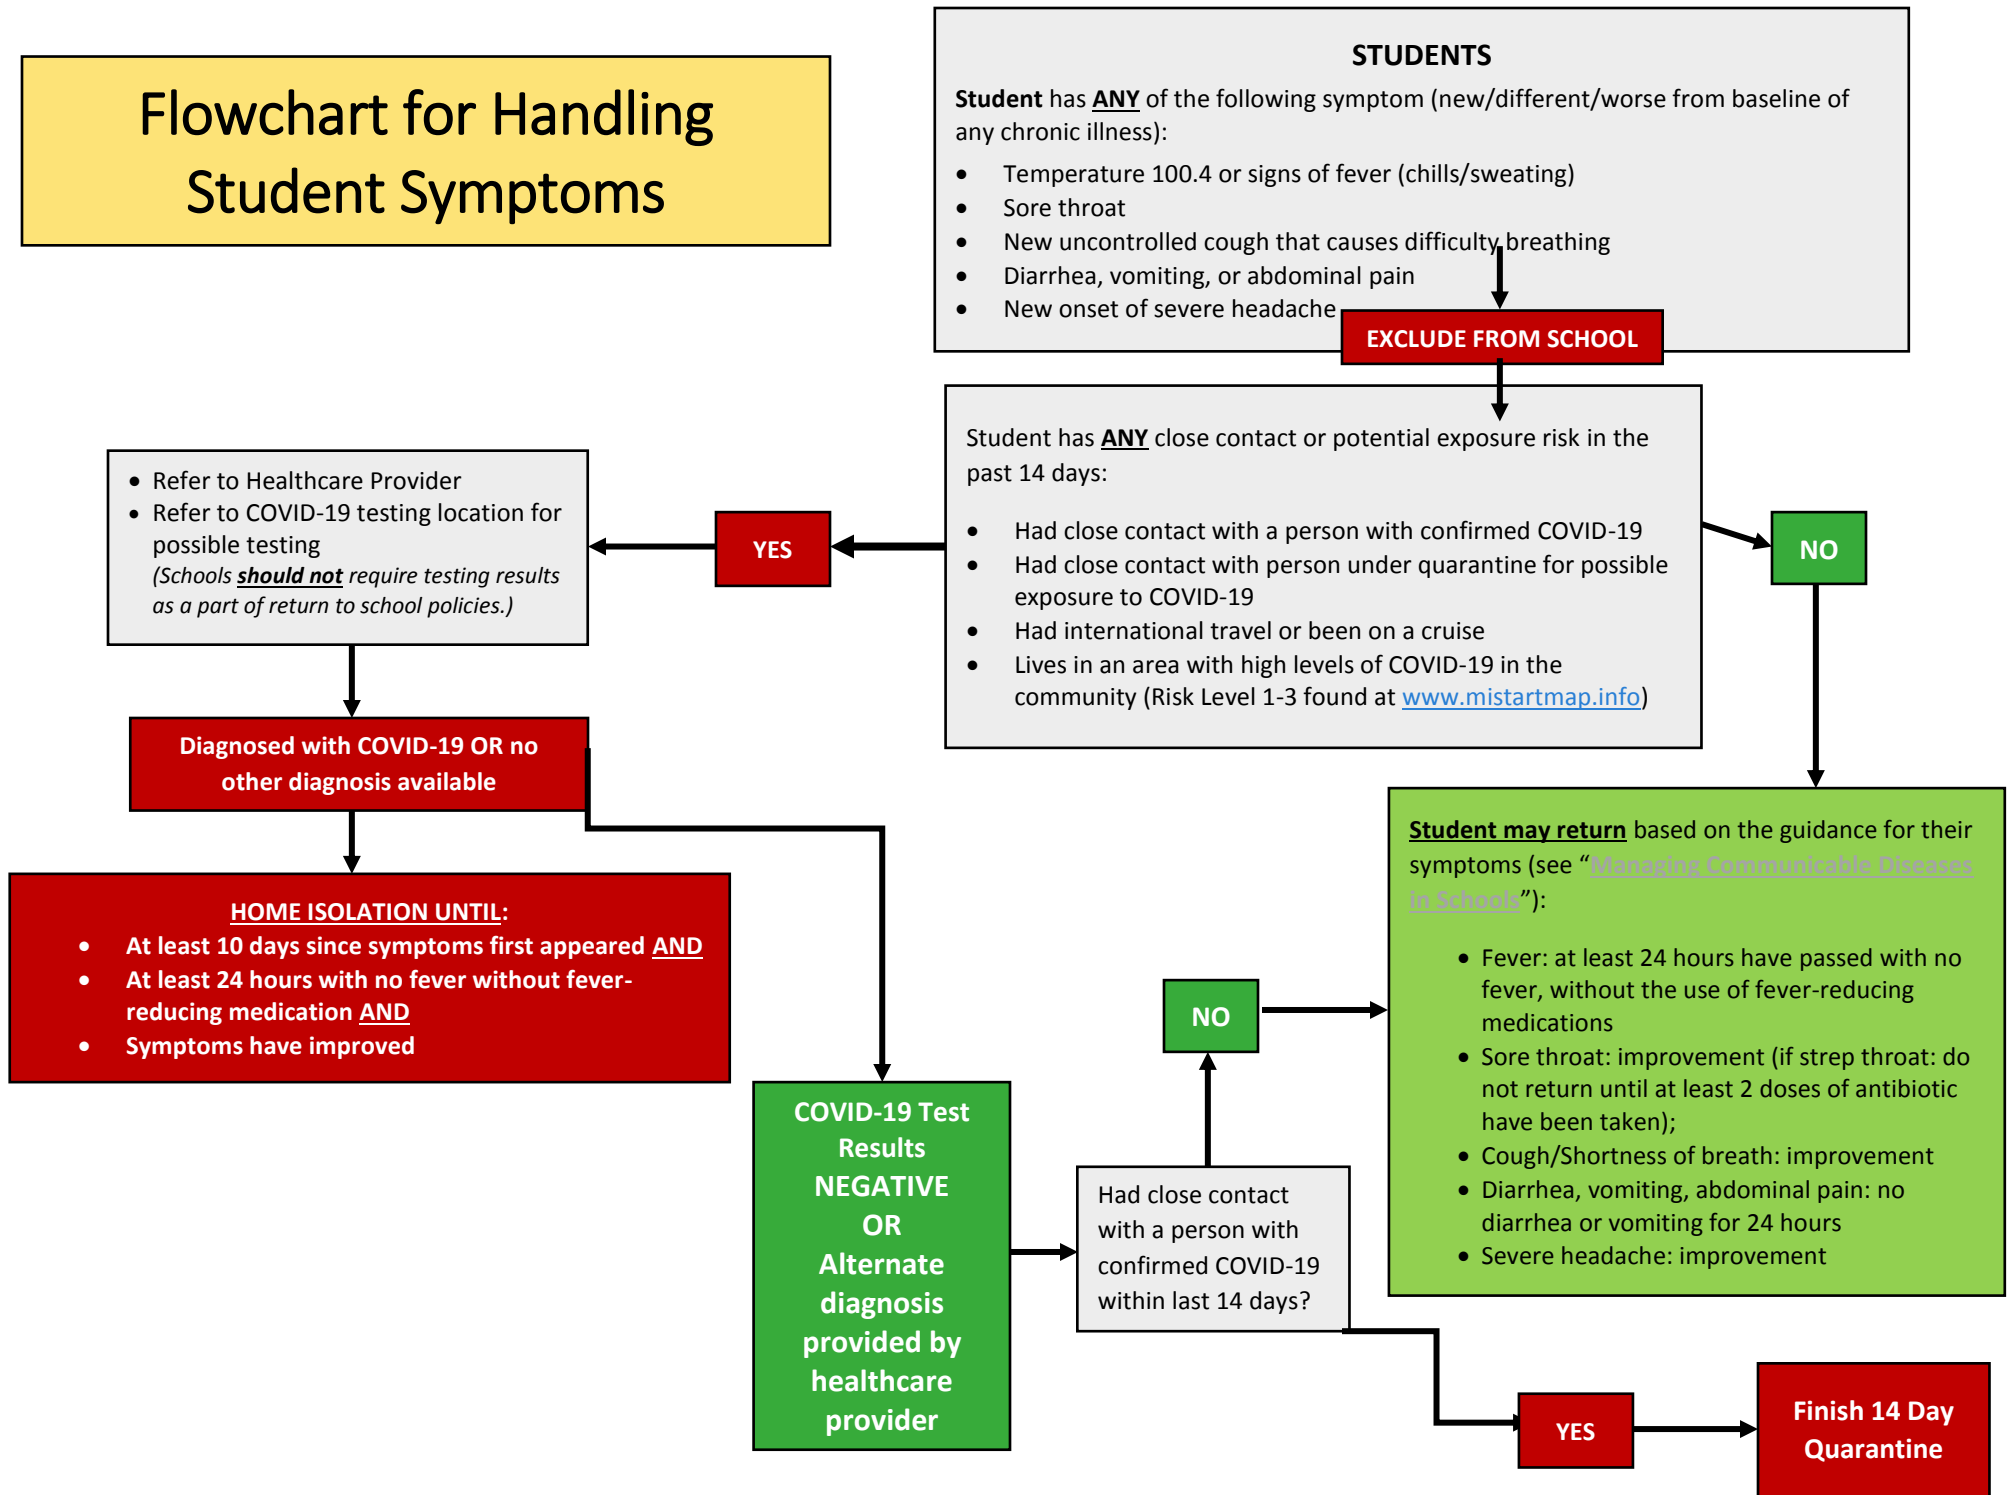 Flowchart for Handling
Student Symptoms
STUDENTS
Student has ANY of the following symptom (new/different/worse from baseline of
any chronic illness):
• Temperature 100.4 or signs of fever (chills/sweating)
• Sore throat
• New uncontrolled cough that causes difficulty breathing
• Diarrhea, vomiting, or abdominal pain
• New onset of severe headache
EXCLUDE FROM SCHOOL
Student has ANY close contact or potential exposure risk in the
past 14 days:
• Had close contact with a person with confirmed COVID-19
• Had close contact with person under quarantine for possible
exposure to COVID-19
• Had international travel or been on a cruise
• Lives in an area with high levels of COVID-19 in the
community (Risk Level 1-3 found at www.mistartmap.info)
YES
NO
• Refer to Healthcare Provider
• Refer to COVID-19 testing location for
possible testing
(Schools should not require testing results
as a part of return to school policies.)
Diagnosed with COVID-19 OR no
other diagnosis available
HOME ISOLATION UNTIL:
• At least 10 days since symptoms first appeared AND
• At least 24 hours with no fever without fever-
reducing medication AND
• Symptoms have improved
COVID-19 Test
Results
NEGATIVE
OR
Alternate
diagnosis
provided by
healthcare
provider
Had close contact
with a person with
confirmed COVID-19
within last 14 days?
NO
Student may return based on the guidance for their
symptoms (see “Managing Communicable Diseases
in Schools”):
• Fever: at least 24 hours have passed with no
fever, without the use of fever-reducing
medications
• Sore throat: improvement (if strep throat: do
not return until at least 2 doses of antibiotic
have been taken);
• Cough/Shortness of breath: improvement
• Diarrhea, vomiting, abdominal pain: no
diarrhea or vomiting for 24 hours
• Severe headache: improvement
YES
Finish 14 Day
Quarantine